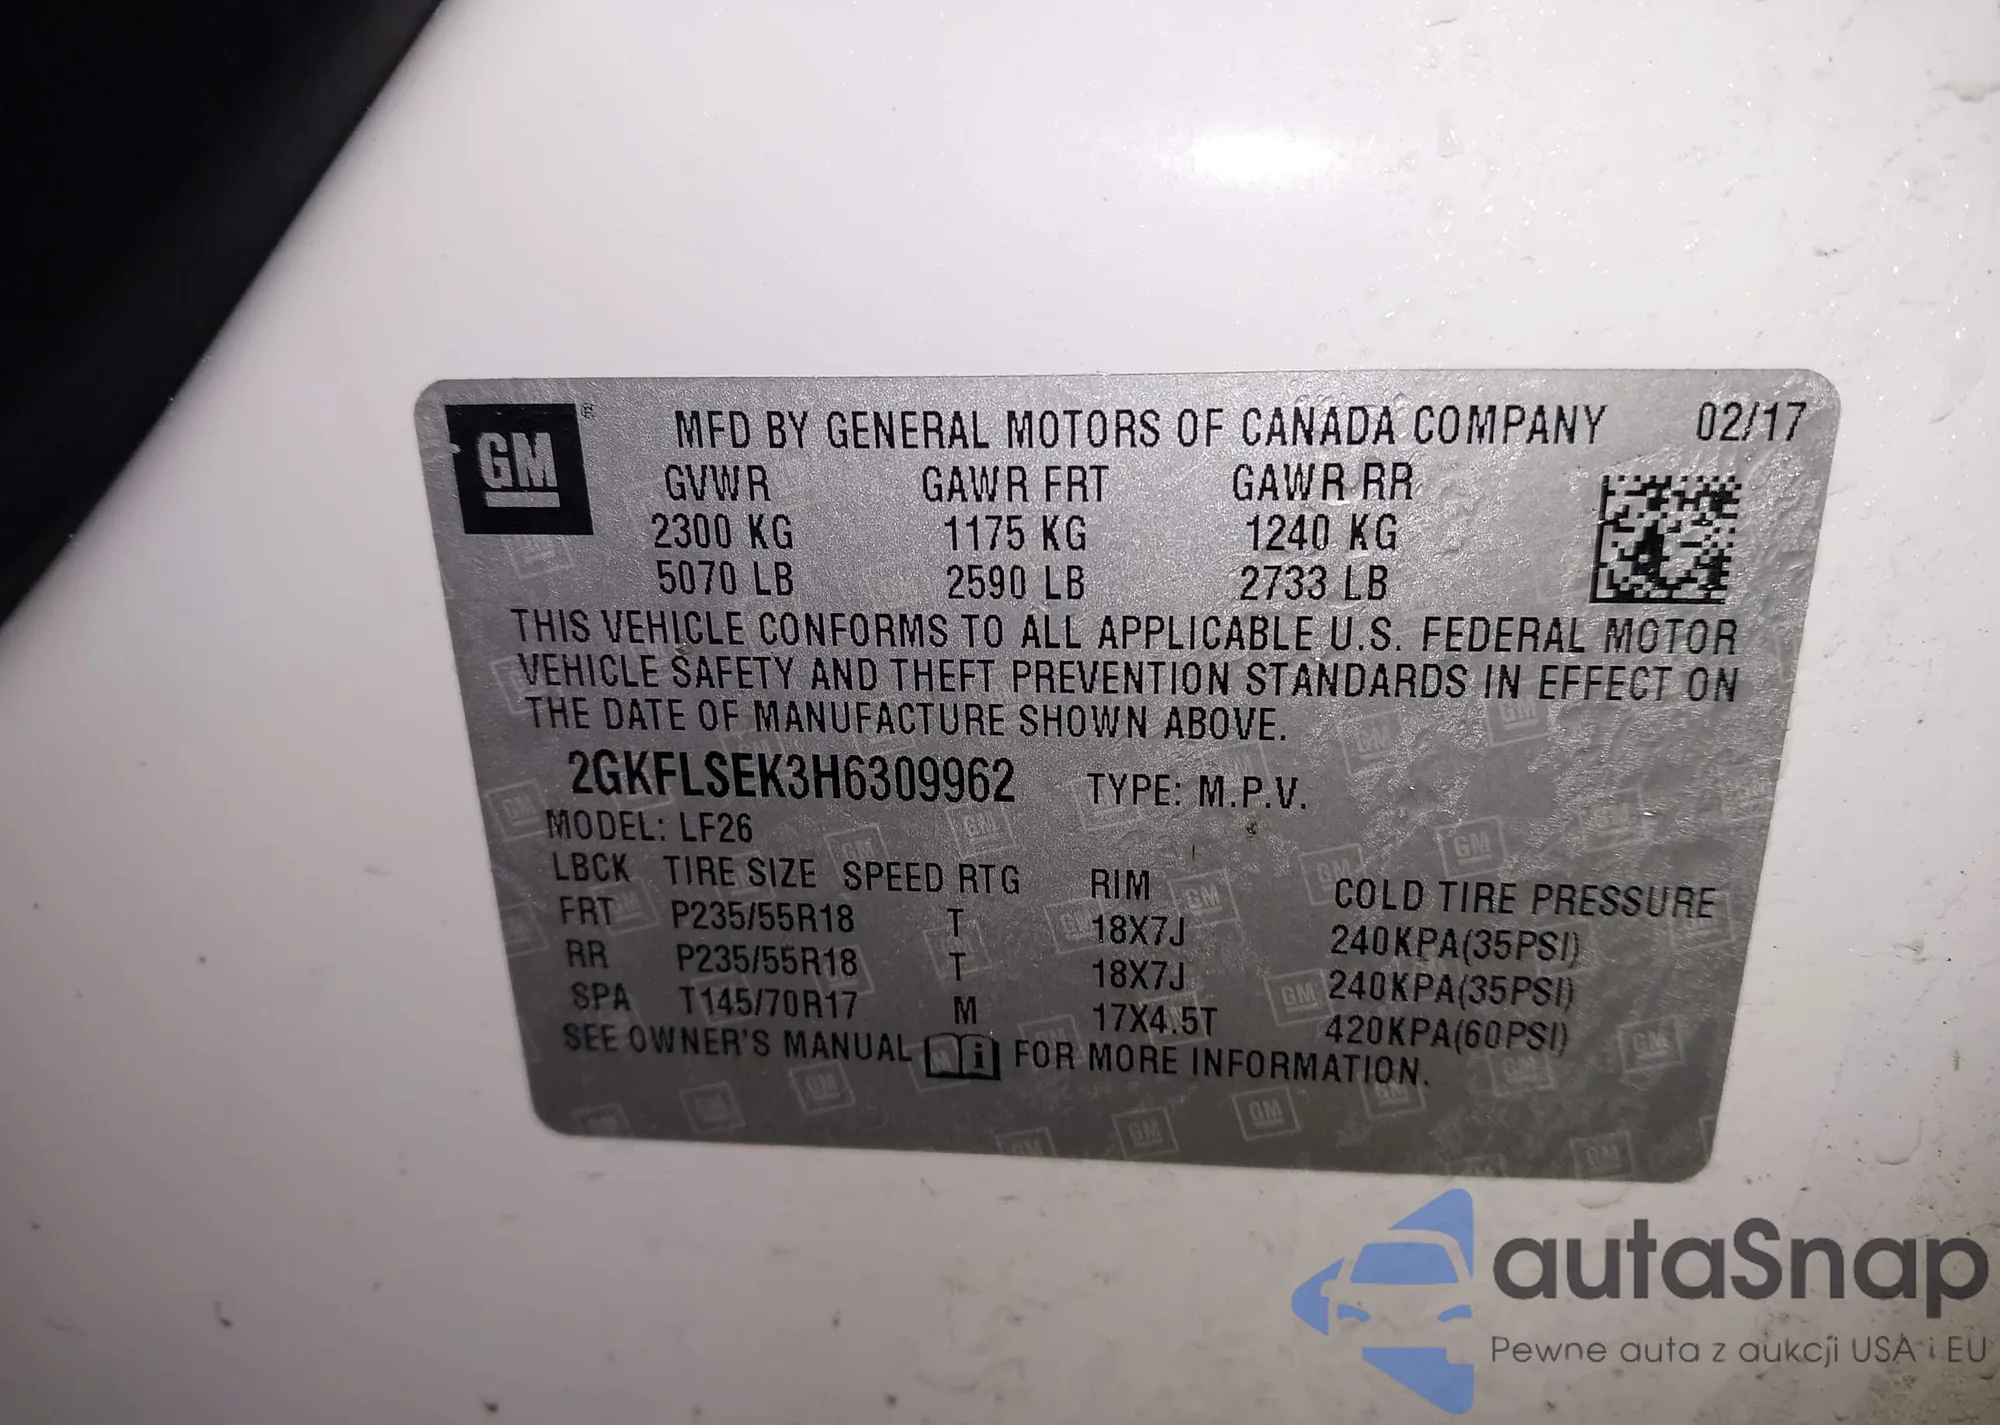 GM ® MFD BY GENERAL MOTORS OF CANADA COMPANY 02/17
GVWR GAWR FRT GAWR RR
2300 KG 1175 KG 1240 KG
5070 LB 2590 LB 2733 LB
THIS VEHICLE CONFORMS TO ALL APPLICABLE U.S. FEDERAL MOTOR
VEHICLE SAFETY AND THEFT PREVENTION STANDARDS IN EFFECT ON
THE DATE OF MANUFACTURE SHOWN ABOVE.
2GKFLSEK3H6309962 TYPE: M.P.V.
MODEL: LF26
LBCK TIRE SIZE SPEED RTG RIM COLD TIRE PRESSURE
FRT P235/55R18 T 18X7J 240KPA(35PSI)
RR P235/55R18 T 18X7J 240KPA(35PSI)
SPA T145/70R17 M 17X4.5T 420KPA(60PSI)
SEE OWNER'S MANUAL i FOR MORE INFORMATION.
autaSnap
Pewne auta z aukcji USA i EU